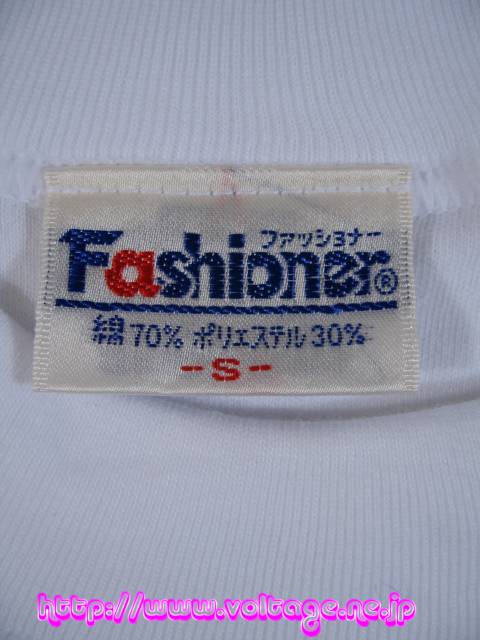 ファッショナー
Fashioner®
綿70% ポリエステル30%
-S-
http://www.voltage.ne.jp